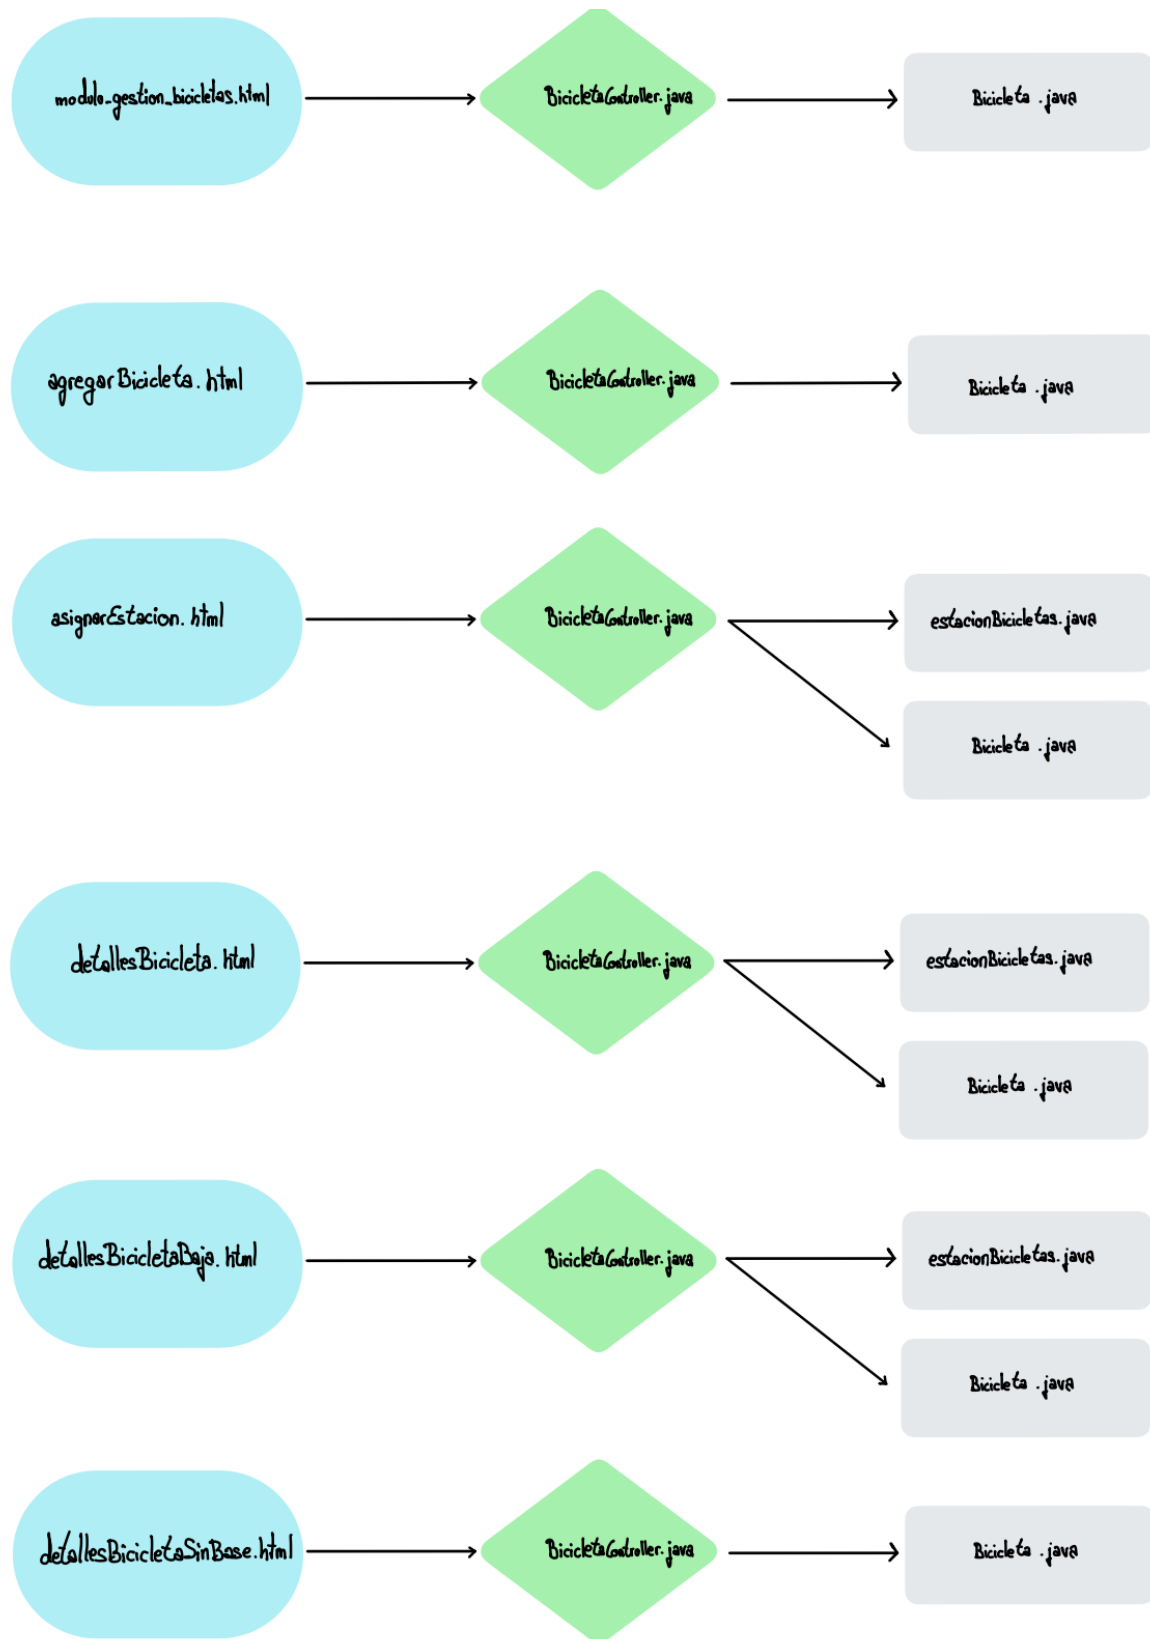 modulo_gestion_bicicletas.html
BicicletaController.java
Bicicleta.java
agregarBicicleta.html
BicicletaController.java
Bicicleta.java
asignarEstacion.html
BicicletaController.java
estacionBicicletas.java
Bicicleta.java
detallesBicicleta.html
BicicletaController.java
estacionBicicletas.java
Bicicleta.java
detallesBicicletaBaja.html
BicicletaController.java
estacionBicicletas.java
Bicicleta.java
detallesBicicletaSinBase.html
BicicletaController.java
Bicicleta.java